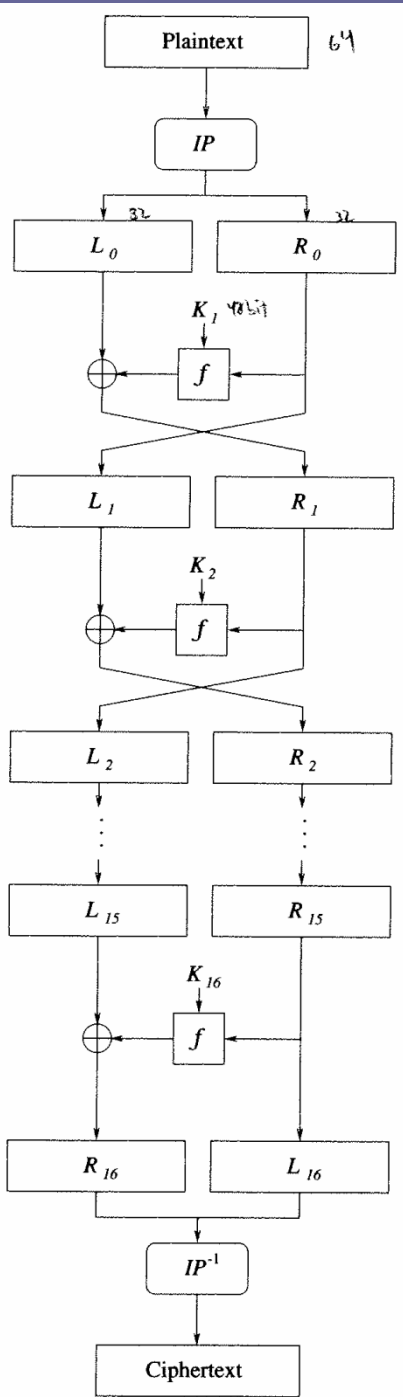 Plaintext 64
IP
32 32
L0 R0
K1 48bit
f
L1 R1
K2
f
L2 R2
L15 R15
K16
f
R16 L16
IP-1
Ciphertext